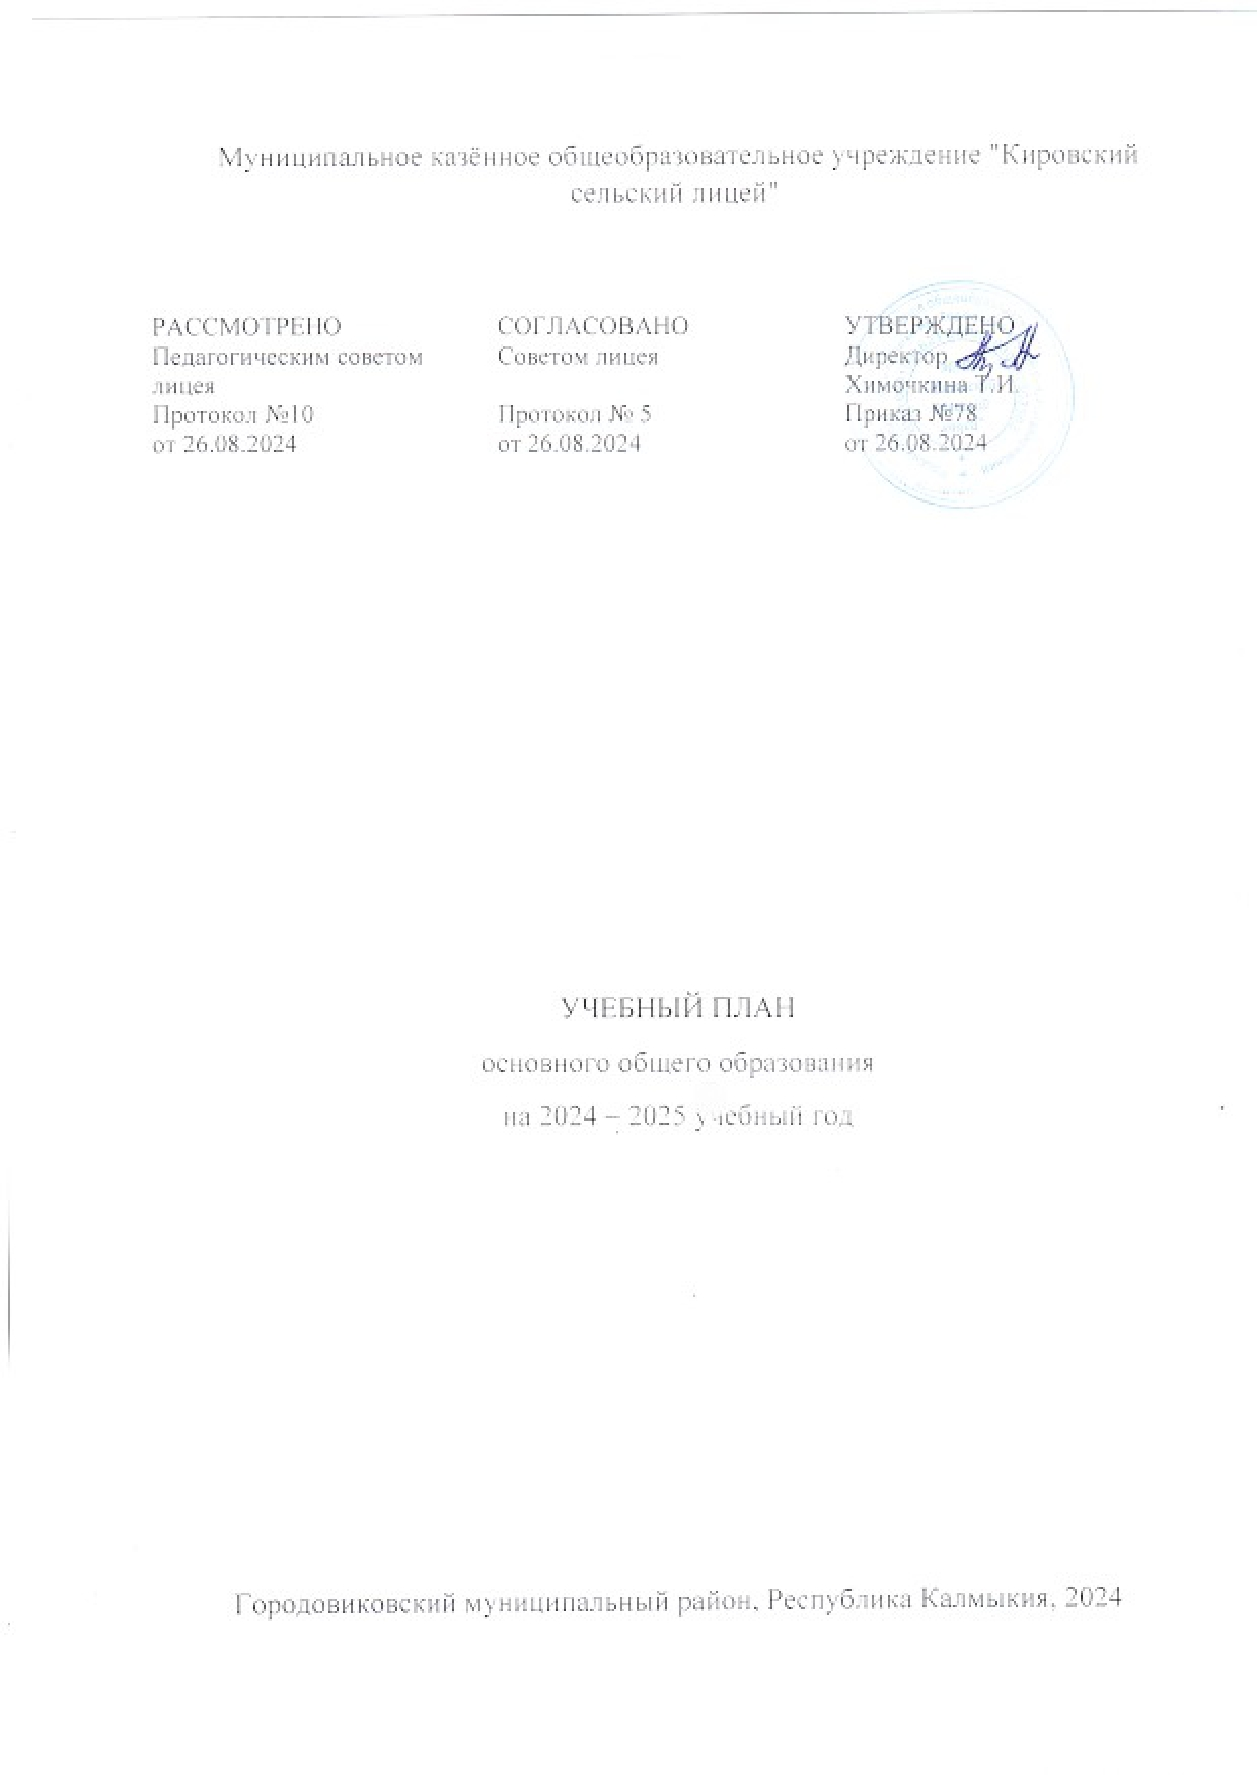 Муниципальное казённое общеобразовательное учреждение "Кировский
сельский лицей"
РАССМОТРЕНО
Педагогическим советом
лицея
Протокол №10
от 26.08.2024
СОГЛАСОВАНО
Советом лицея
Протокол № 5
от 26.08.2024
УТВЕРЖДЕНО
Директор
Химочкина Т.И.
Приказ №78
от 26.08.2024
УЧЕБНЫЙ ПЛАН
основного общего образования
на 2024 – 2025 учебный год
Городовиковский муниципальный район, Республика Калмыкия, 2024